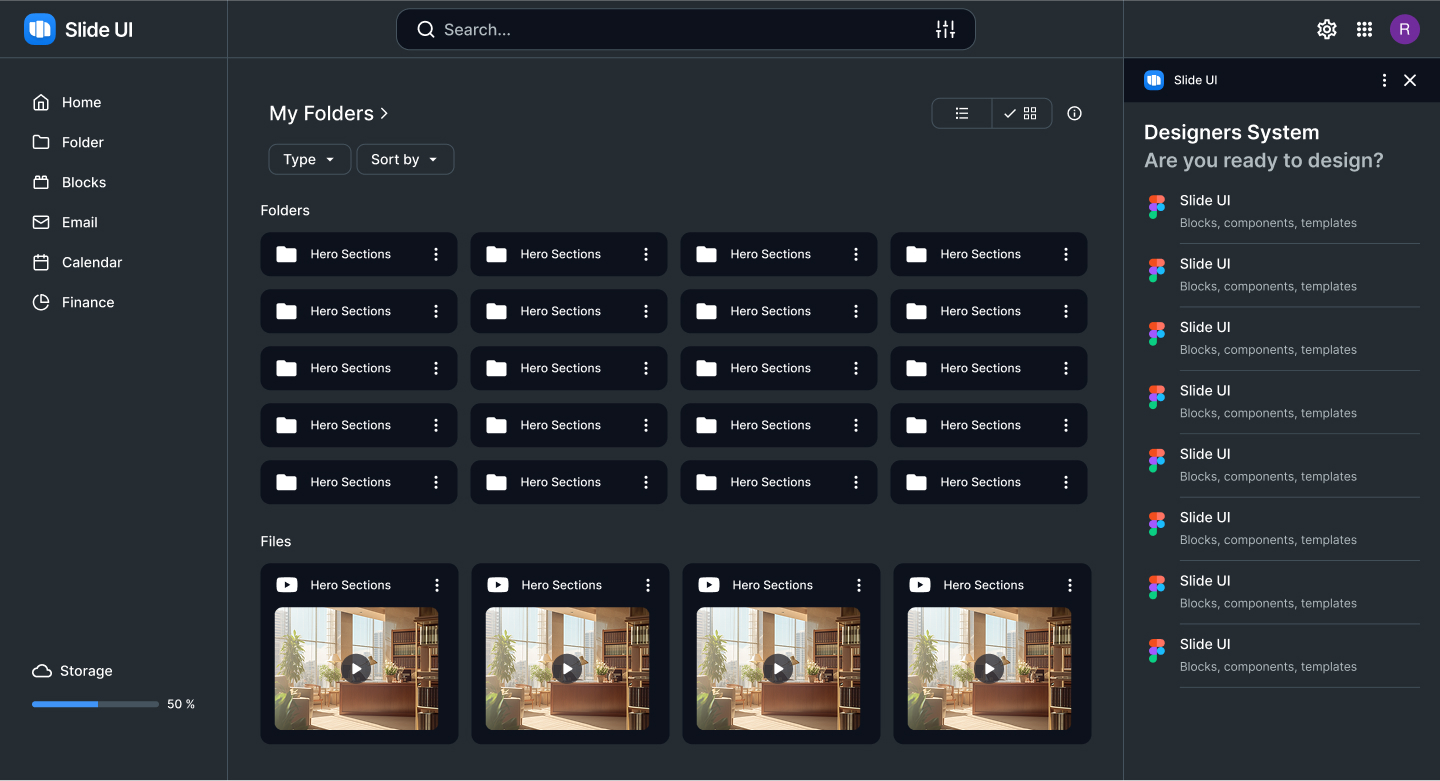 Slide UI
Search...
R
Home
Folder
Blocks
Email
Calendar
Finance
Storage
50 %
My Folders
Type
Sort by
Folders
Hero Sections Hero Sections Hero Sections Hero Sections
Hero Sections Hero Sections Hero Sections Hero Sections
Hero Sections Hero Sections Hero Sections Hero Sections
Hero Sections Hero Sections Hero Sections Hero Sections
Hero Sections Hero Sections Hero Sections Hero Sections
Files
Hero Sections Hero Sections Hero Sections Hero Sections
Slide UI
Designers System
Are you ready to design?
Slide UI
Blocks, components, templates
Slide UI
Blocks, components, templates
Slide UI
Blocks, components, templates
Slide UI
Blocks, components, templates
Slide UI
Blocks, components, templates
Slide UI
Blocks, components, templates
Slide UI
Blocks, components, templates
Slide UI
Blocks, components, templates